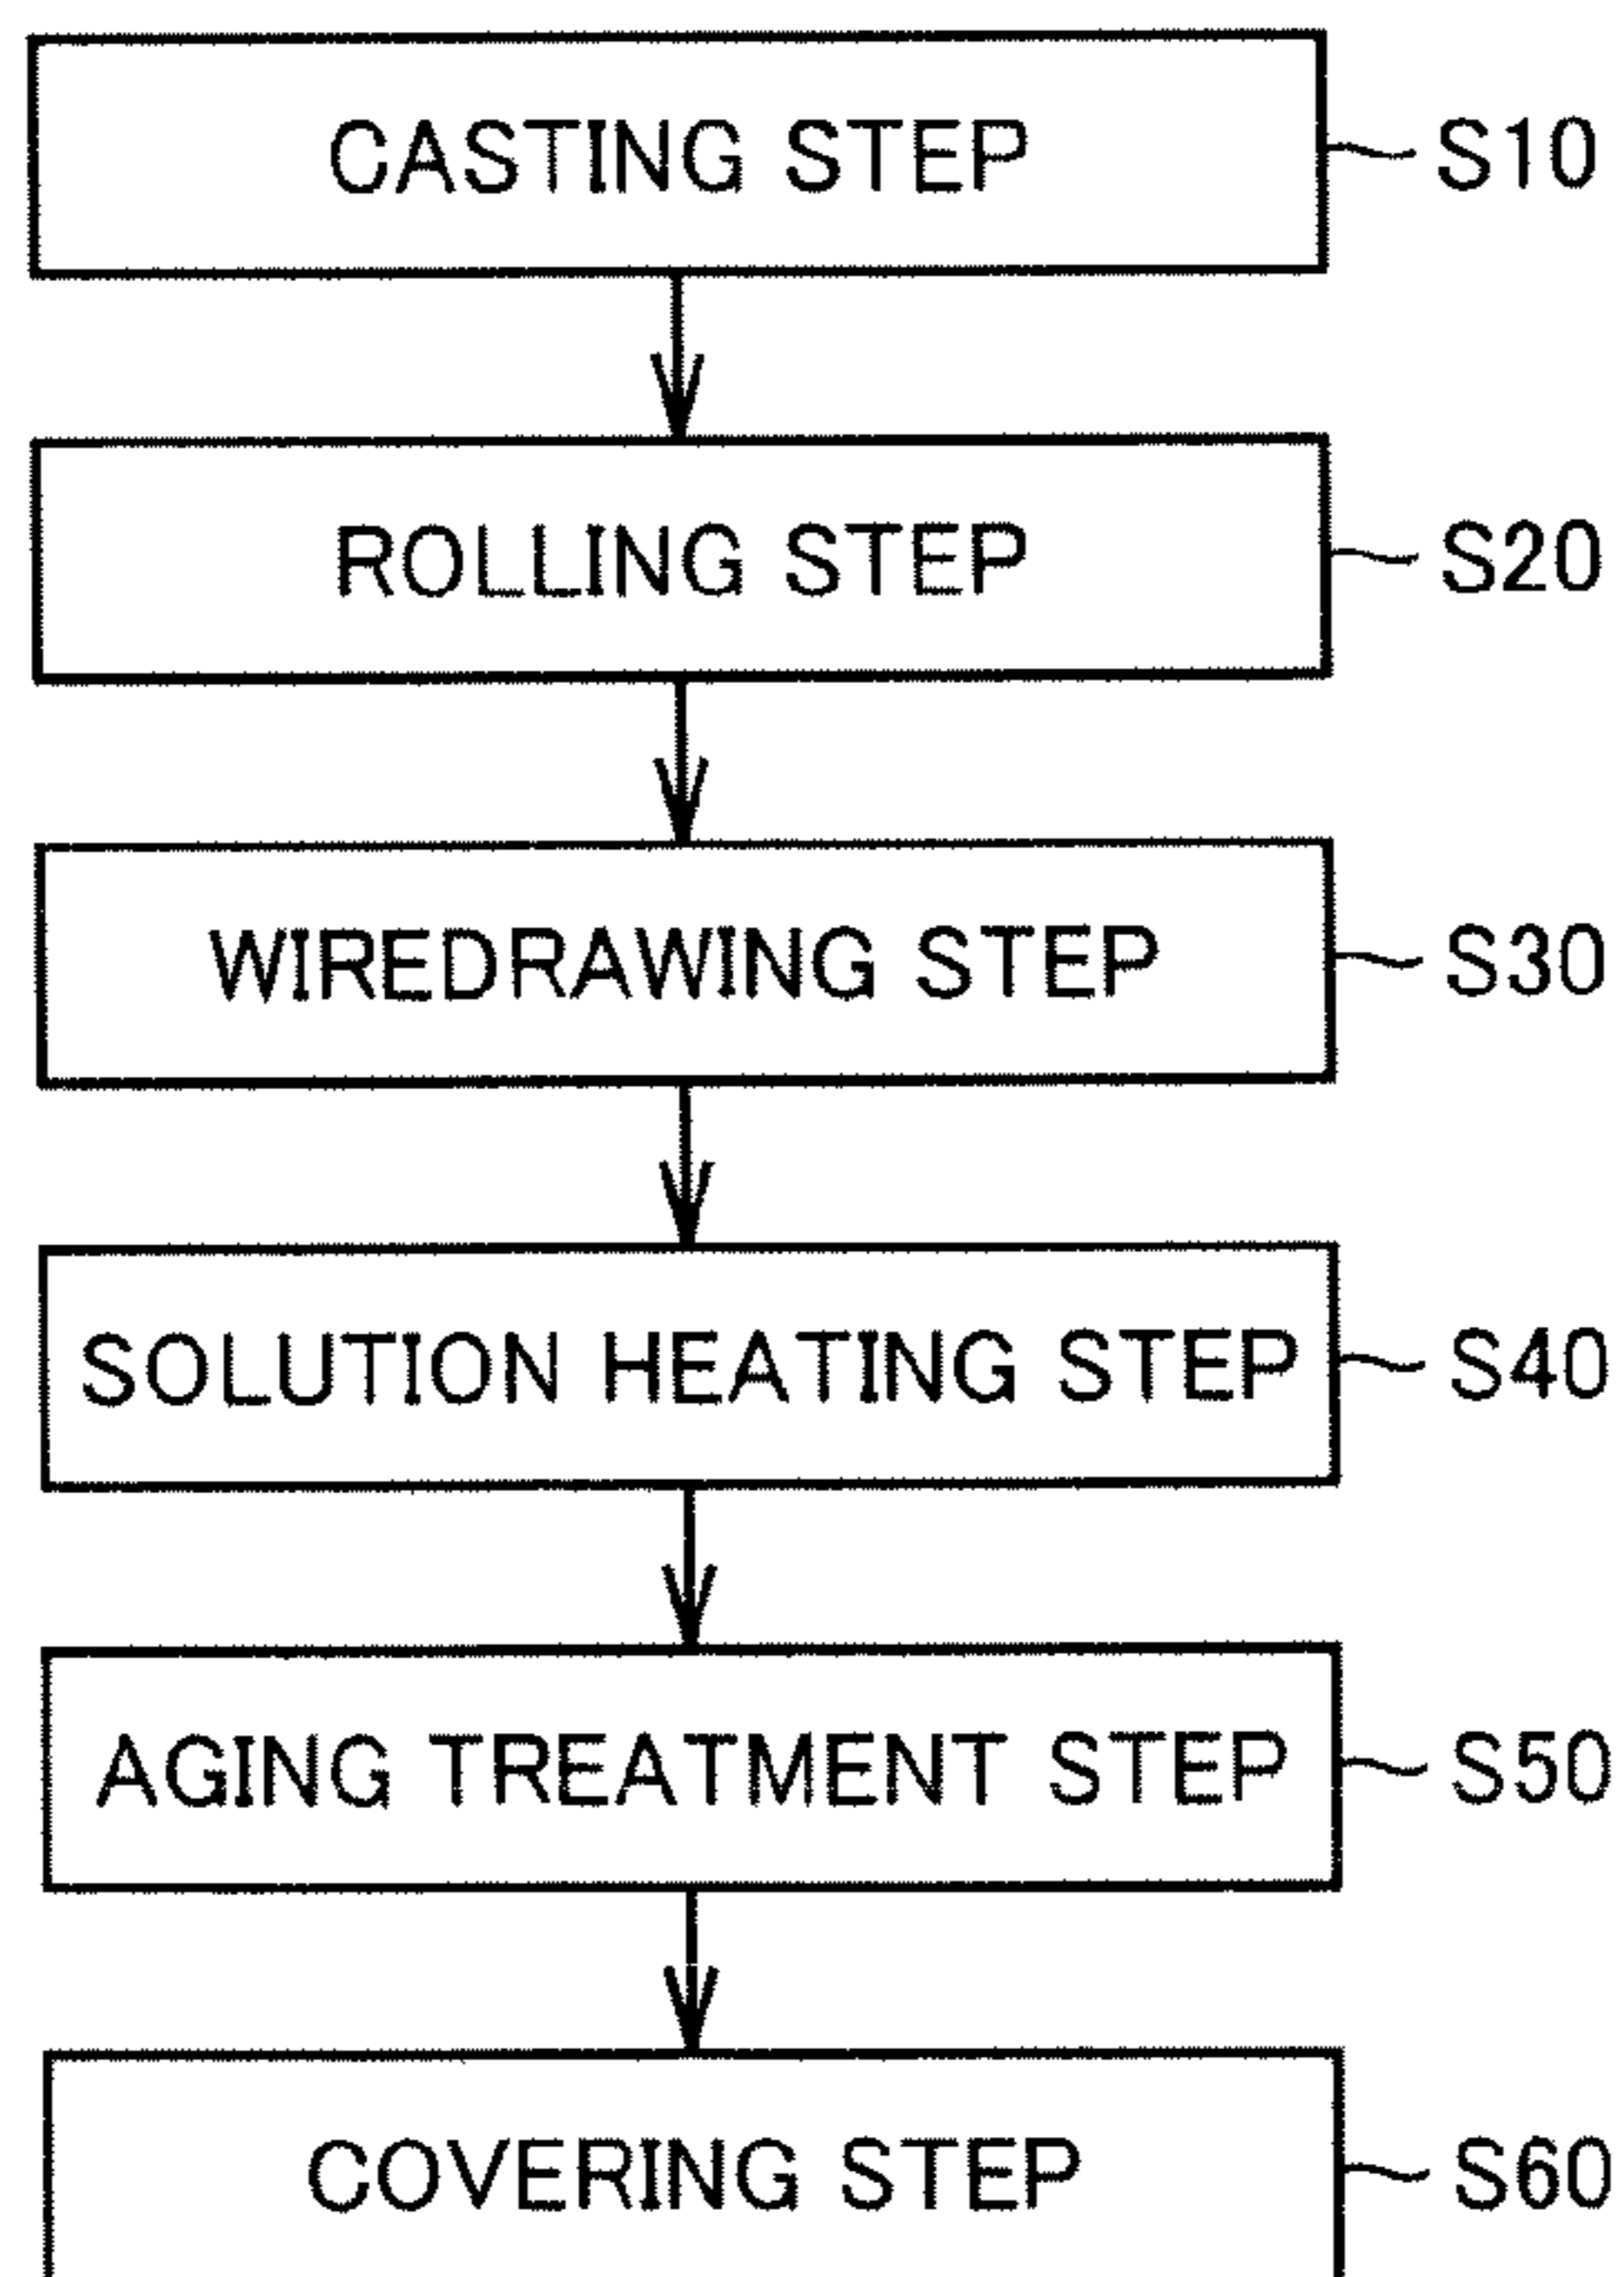 CASTING STEP S10
ROLLING STEP S20
WIREDRAWING STEP S30
SOLUTION HEATING STEP S40
AGING TREATMENT STEP S50
COVERING STEP S60